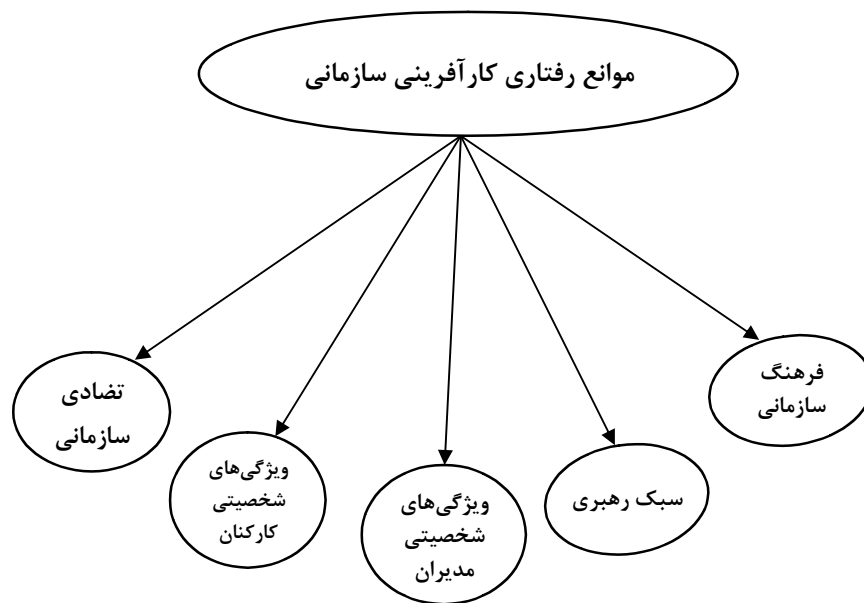 موانع رفتاری کارآفرینی سازمانی
فرهنگ
سازمانی
سبک رهبری
ویژگی‌های
شخصیتی
مدیران
ویژگی‌های
شخصیتی
کارکنان
تضادی
سازمانی